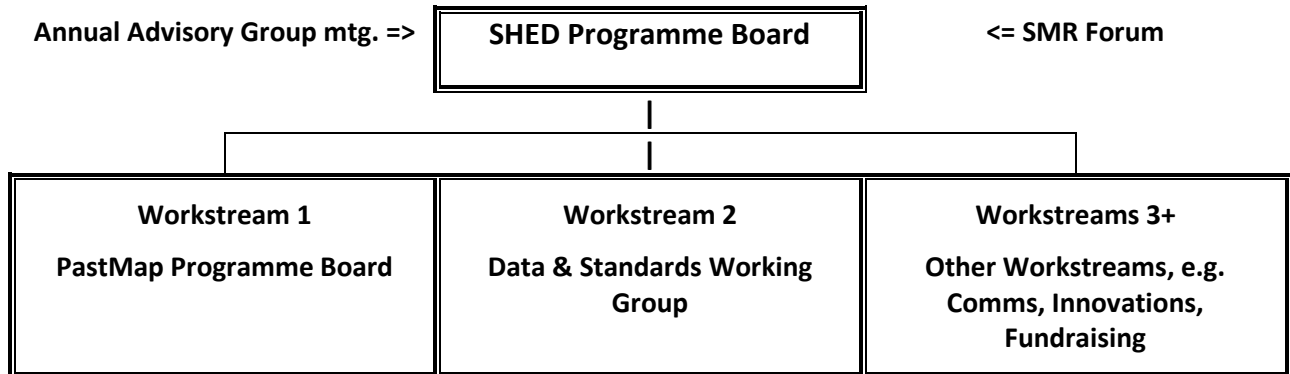 Annual Advisory Group mtg. => SHED Programme Board <= SMR Forum
Workstream 1
PastMap Programme Board
Workstream 2
Data & Standards Working
Group
Workstreams 3+
Other Workstreams, e.g.
Comms, Innovations,
Fundraising